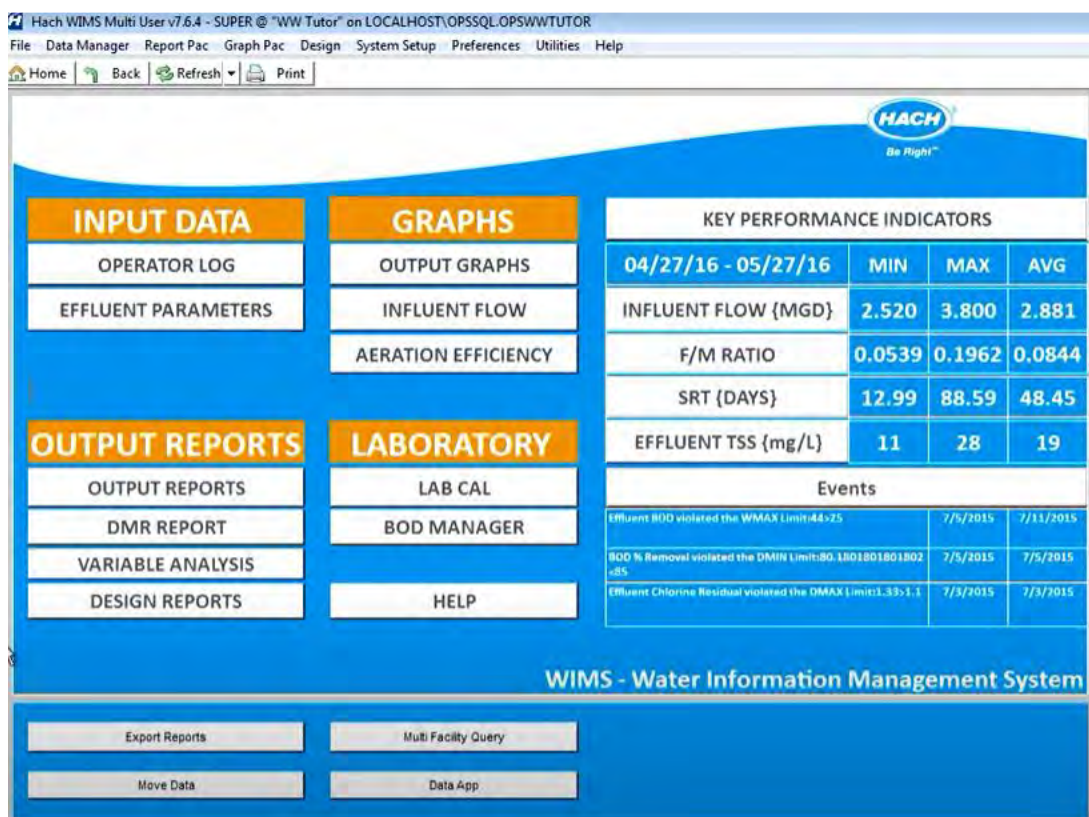 Hach WIMS Multi User v7.6.4 - SUPER @ "WW Tutor" on LOCALHOST\OPSSQL.OPSWWTUTOR
File Data Manager Report Pac Graph Pac Design System Setup Preferences Utilities Help
Home Back Refresh Print
HACH
Be Right™
INPUT DATA
OPERATOR LOG
EFFLUENT PARAMETERS
GRAPHS
OUTPUT GRAPHS
INFLUENT FLOW
AERATION EFFICIENCY
KEY PERFORMANCE INDICATORS
04/27/16 - 05/27/16 MIN MAX AVG
INFLUENT FLOW {MGD} 2.520 3.800 2.881
F/M RATIO 0.0539 0.1962 0.0844
SRT {DAYS} 12.99 88.59 48.45
EFFLUENT TSS {mg/L} 11 28 19
OUTPUT REPORTS
OUTPUT REPORTS
DMR REPORT
VARIABLE ANALYSIS
DESIGN REPORTS
LABORATORY
LAB CAL
BOD MANAGER
HELP
Events
Effluent BOD violated the WMAX Limit:44>25 7/5/2015 7/11/2015
BOD % Removal violated the DMIN Limit:80.1801801801802 7/5/2015 7/5/2015
<85
Effluent Chlorine Residual violated the DMAX Limit:1.33>1.1 7/3/2015 7/3/2015
WIMS - Water Information Management System
Export Reports
Multi Facility Query
Move Data
Data App